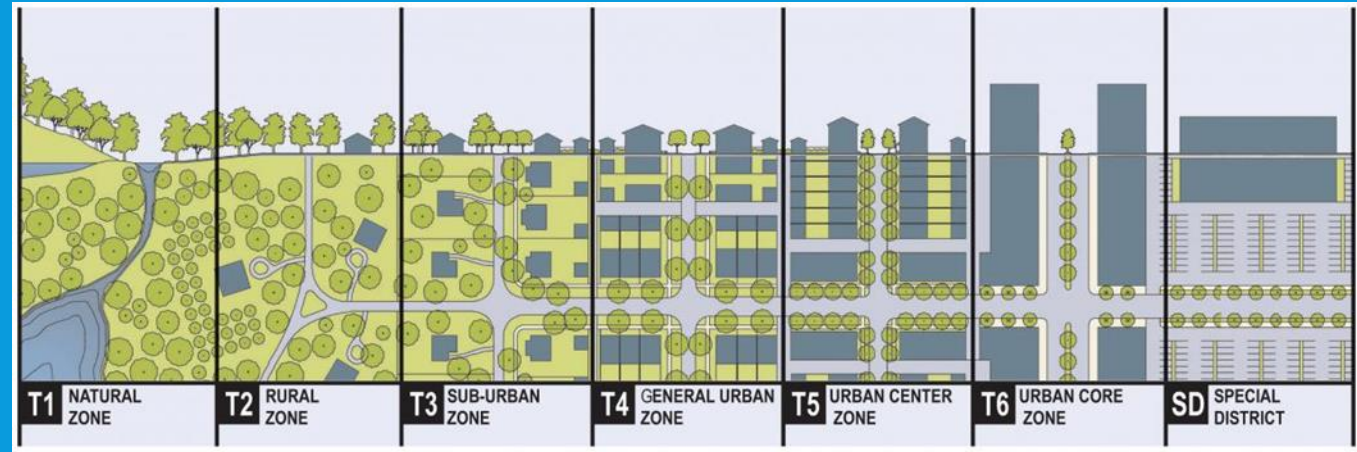 T1 NATURAL
ZONE
T2 RURAL
ZONE
T3 SUB-URBAN
ZONE
T4 GENERAL URBAN
ZONE
T5 URBAN CENTER
ZONE
T6 URBAN CORE
ZONE
SD SPECIAL
DISTRICT